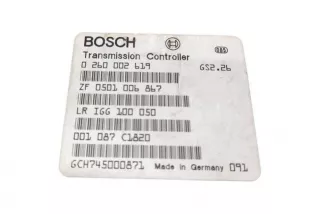 BOSCH
Transmission Controller
0 260 002 619 GS2.26
ZF 0501 006 867
LR IGG 100 050
001 087 C1820
GCH745000871 Made in Germany 091